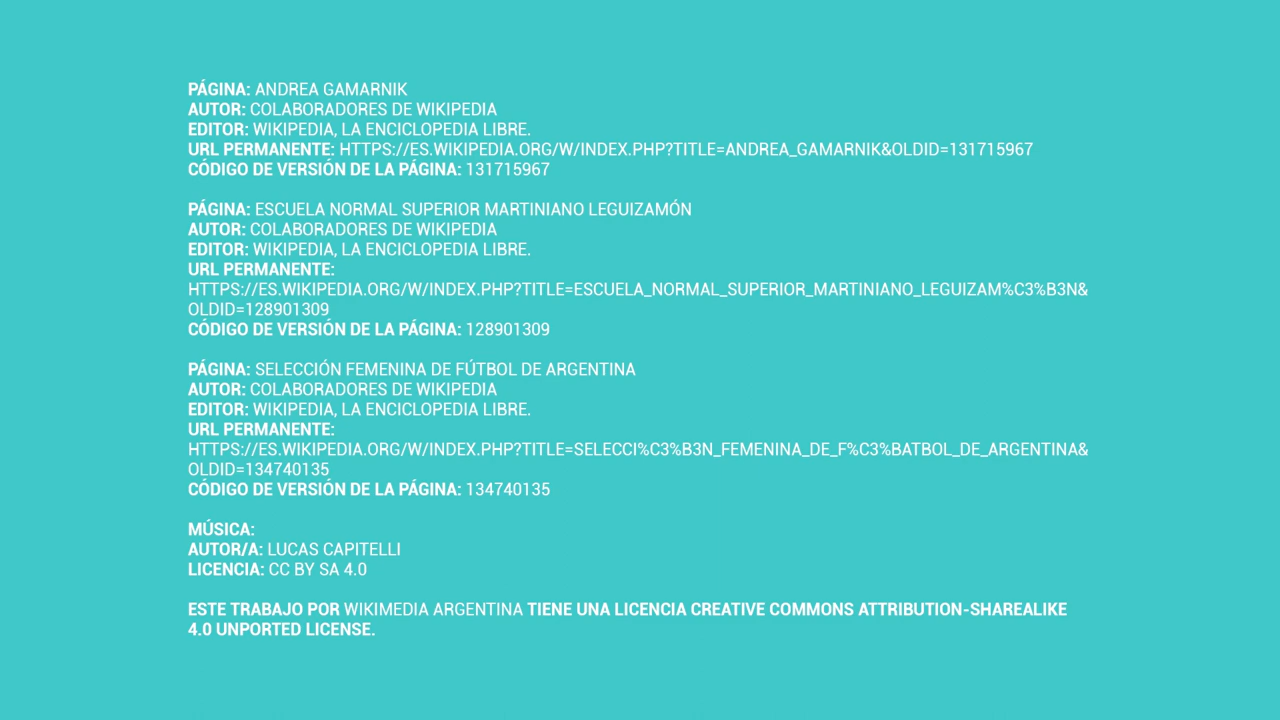 PÁGINA: ANDREA GAMARNIK
AUTOR: COLABORADORES DE WIKIPEDIA
EDITOR: WIKIPEDIA, LA ENCICLOPEDIA LIBRE.
URL PERMANENTE: HTTPS://ES.WIKIPEDIA.ORG/W/INDEX.PHP?TITLE=ANDREA_GAMARNIK&OLDID=131715967
CÓDIGO DE VERSIÓN DE LA PÁGINA: 131715967
PÁGINA: ESCUELA NORMAL SUPERIOR MARTINIANO LEGUIZAMÓN
AUTOR: COLABORADORES DE WIKIPEDIA
EDITOR: WIKIPEDIA, LA ENCICLOPEDIA LIBRE.
URL PERMANENTE:
HTTPS://ES.WIKIPEDIA.ORG/W/INDEX.PHP?TITLE=ESCUELA_NORMAL_SUPERIOR_MARTINIANO_LEGUIZAM%C3%B3N&
OLDID=128901309
CÓDIGO DE VERSIÓN DE LA PÁGINA: 128901309
PÁGINA: SELECCIÓN FEMENINA DE FÚTBOL DE ARGENTINA
AUTOR: COLABORADORES DE WIKIPEDIA
EDITOR: WIKIPEDIA, LA ENCICLOPEDIA LIBRE.
URL PERMANENTE:
HTTPS://ES.WIKIPEDIA.ORG/W/INDEX.PHP?TITLE=SELECCI%C3%B3N_FEMENINA_DE_F%C3%BATBOL_DE_ARGENTINA&
OLDID=134740135
CÓDIGO DE VERSIÓN DE LA PÁGINA: 134740135
MÚSICA:
AUTOR/A: LUCAS CAPITELLI
LICENCIA: CC BY SA 4.0
ESTE TRABAJO POR WIKIMEDIA ARGENTINA TIENE UNA LICENCIA CREATIVE COMMONS ATTRIBUTION-SHAREALIKE
4.0 UNPORTED LICENSE.